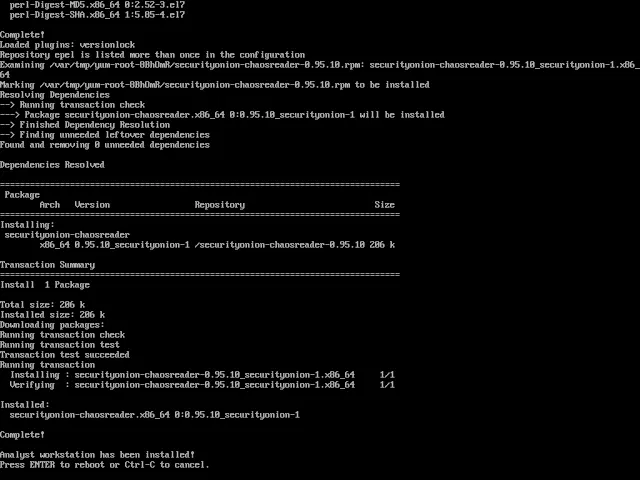 perl-Digest-MD5.x86_64 0:2.52-3.el7
perl-Digest-SHA.x86_64 1:5.85-4.el7
Complete!
Loaded plugins: versionlock
Repository epel is listed more than once in the configuration
Examining /var/tmp/yum-root-8BhOmR/securityonion-chaosreader-0.95.10.rpm: securityonion-chaosreader-0.95.10_securityonion-1.x86_
64
Marking /var/tmp/yum-root-8BhOmR/securityonion-chaosreader-0.95.10.rpm to be installed
Resolving Dependencies
--> Running transaction check
---> Package securityonion-chaosreader.x86_64 0:0.95.10_securityonion-1 will be installed
--> Finished Dependency Resolution
--> Finding unneeded leftover dependencies
Found and removing 0 unneeded dependencies
Dependencies Resolved
================================================================================
Package
Arch Version Repository Size
================================================================================
Installing:
securityonion-chaosreader
x86_64 0.95.10_securityonion-1 /securityonion-chaosreader-0.95.10 206 k
Transaction Summary
================================================================================
Install 1 Package
Total size: 206 k
Installed size: 206 k
Downloading packages:
Running transaction check
Running transaction test
Transaction test succeeded
Running transaction
Installing : securityonion-chaosreader-0.95.10_securityonion-1.x86_64 1/1
Verifying : securityonion-chaosreader-0.95.10_securityonion-1.x86_64 1/1
Installed:
securityonion-chaosreader.x86_64 0:0.95.10_securityonion-1
Complete!
Analyst workstation has been installed!
Press ENTER to reboot or Ctrl-C to cancel.